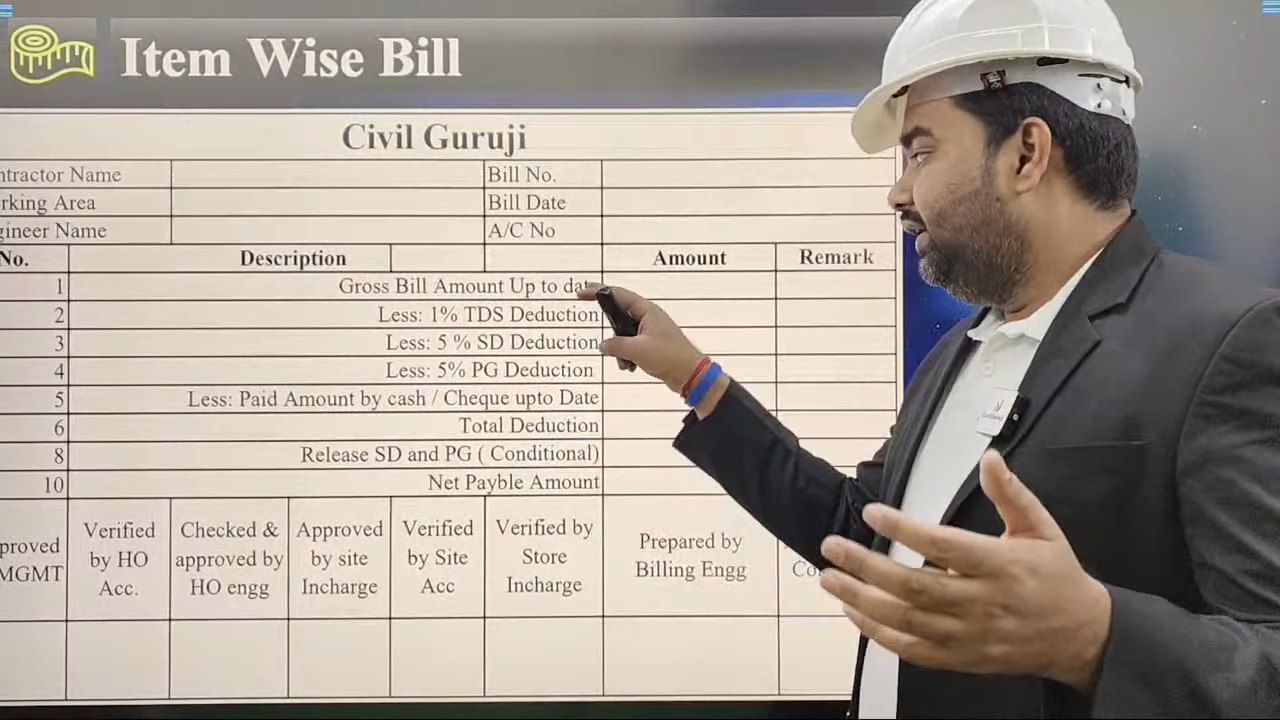 Item Wise Bill
Civil Guruji
ntractor Name Bill No.
rking Area Bill Date
gineer Name A/C No
No. Description Amount Remark
1 Gross Bill Amount Up to dat
2 Less: 1% TDS Deduction
3 Less: 5 % SD Deduction
4 Less: 5% PG Deduction
5 Less: Paid Amount by cash / Cheque upto Date
6 Total Deduction
8 Release SD and PG ( Conditional)
10 Net Payble Amount
proved
MGMT
Verified
by HO
Acc.
Checked &
approved by
HO engg
Approved
by site
Incharge
Verified
by Site
Acc
Verified by
Store
Incharge
Prepared by
Billing Engg